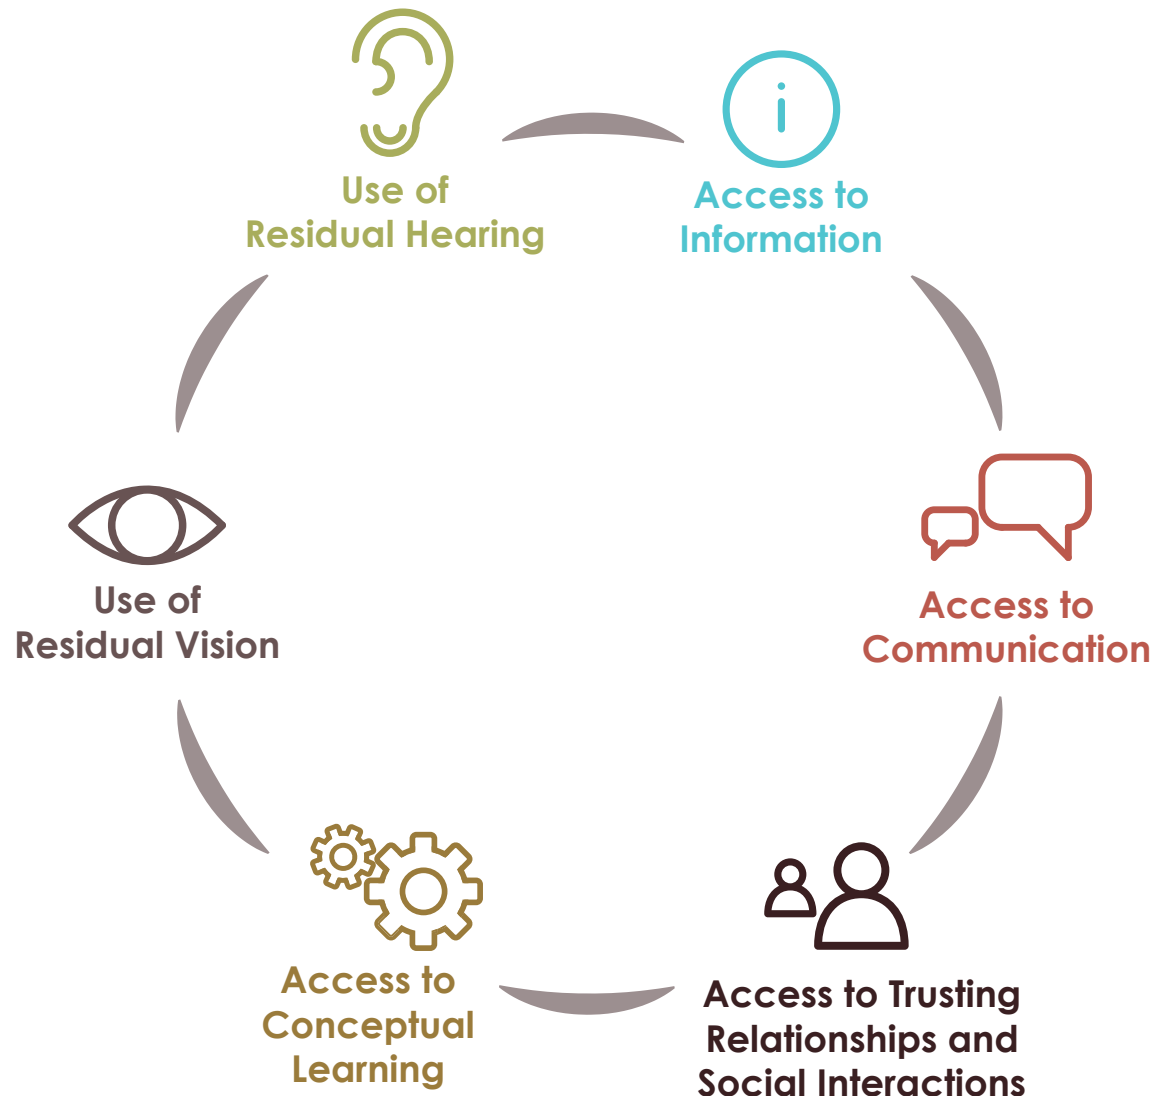 Use of
Residual Hearing
Access to
Information
Access to
Communication
Access to Trusting
Relationships and
Social Interactions
Access to
Conceptual
Learning
Use of
Residual Vision